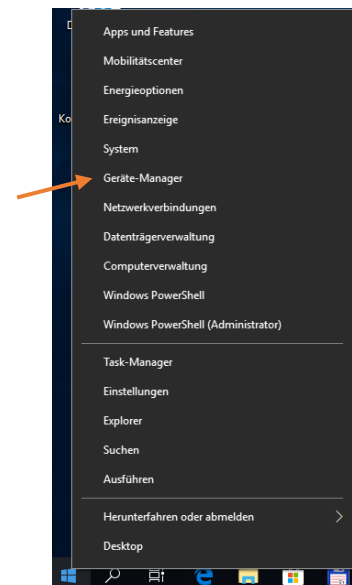 D
Ko
Apps und Features
Mobilitätscenter
Energieoptionen
Ereignisanzeige
System
Geräte-Manager
Netzwerkverbindungen
Datenträgerverwaltung
Computerverwaltung
Windows PowerShell
Windows PowerShell (Administrator)
Task-Manager
Einstellungen
Explorer
Suchen
Ausführen
Herunterfahren oder abmelden
Desktop